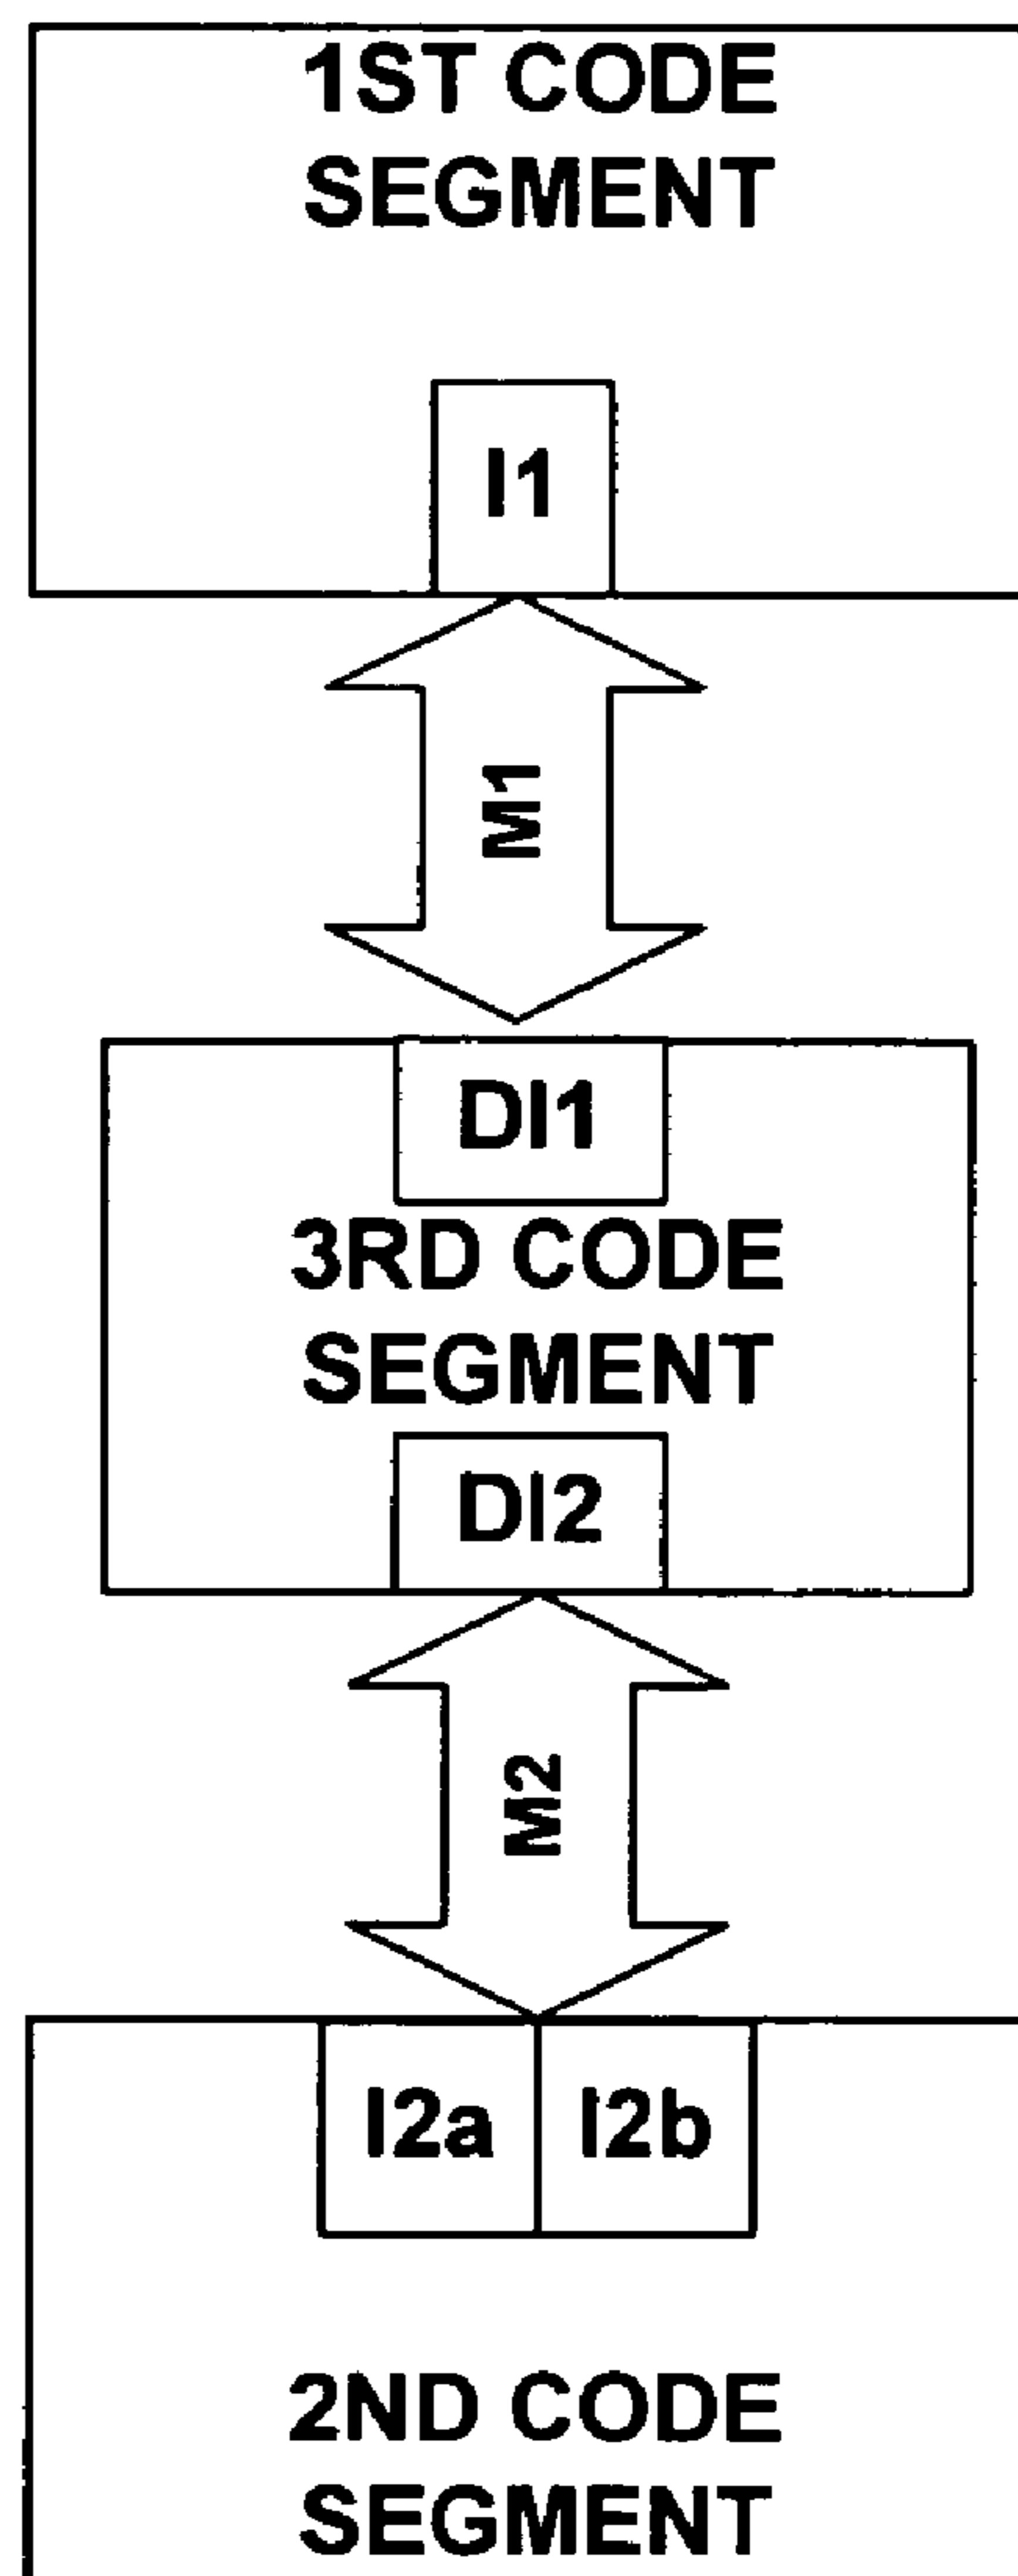 1ST CODE
SEGMENT
I1
M1
DI1
3RD CODE
SEGMENT
DI2
M2
I2a I2b
2ND CODE
SEGMENT